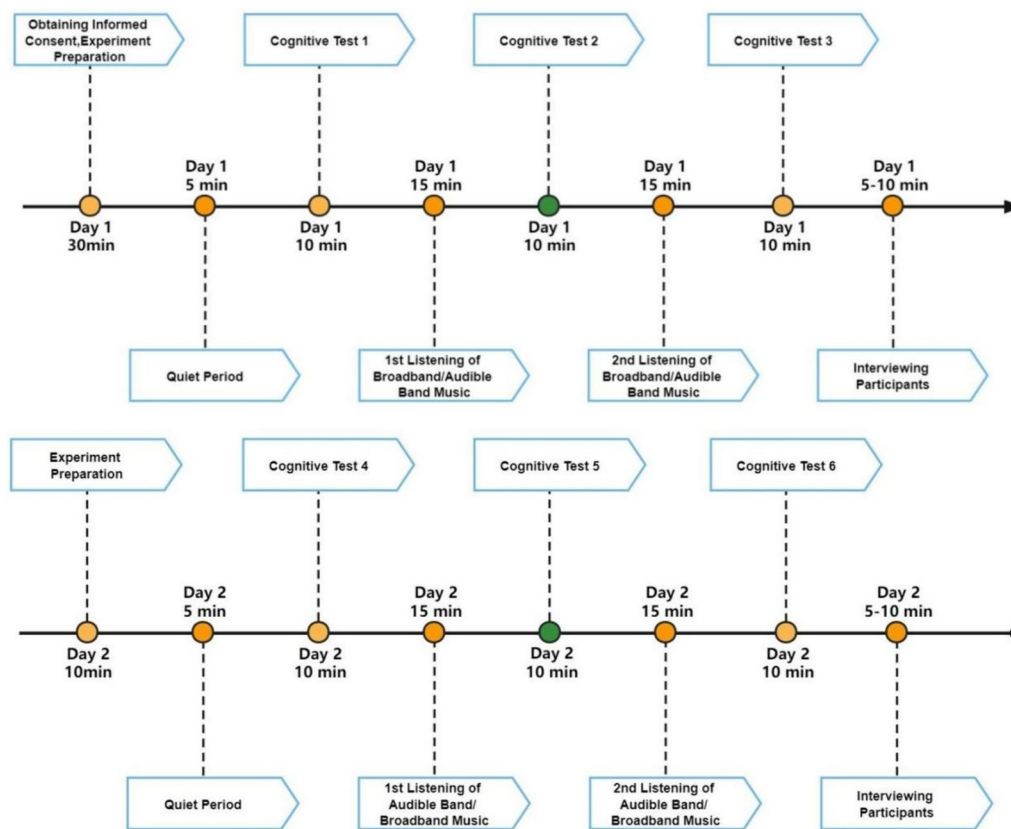 Obtaining Informed
Consent,Experiment
Preparation
Cognitive Test 1
Cognitive Test 2
Cognitive Test 3
Day 1
5 min
Day 1
15 min
Day 1
15 min
Day 1
5-10 min
Day 1
30min
Day 1
10 min
Day 1
10 min
Day 1
10 min
Quiet Period
1st Listening of
Broadband/Audible
Band Music
2nd Listening of
Broadband/Audible
Band Music
Interviewing
Participants
Experiment
Preparation
Cognitive Test 4
Cognitive Test 5
Cognitive Test 6
Day 2
5 min
Day 2
15 min
Day 2
15 min
Day 2
5-10 min
Day 2
10min
Day 2
10 min
Day 2
10 min
Day 2
10 min
Quiet Period
1st Listening of
Audible Band/
Broadband Music
2nd Listening of
Audible Band/
Broadband Music
Interviewing
Participants